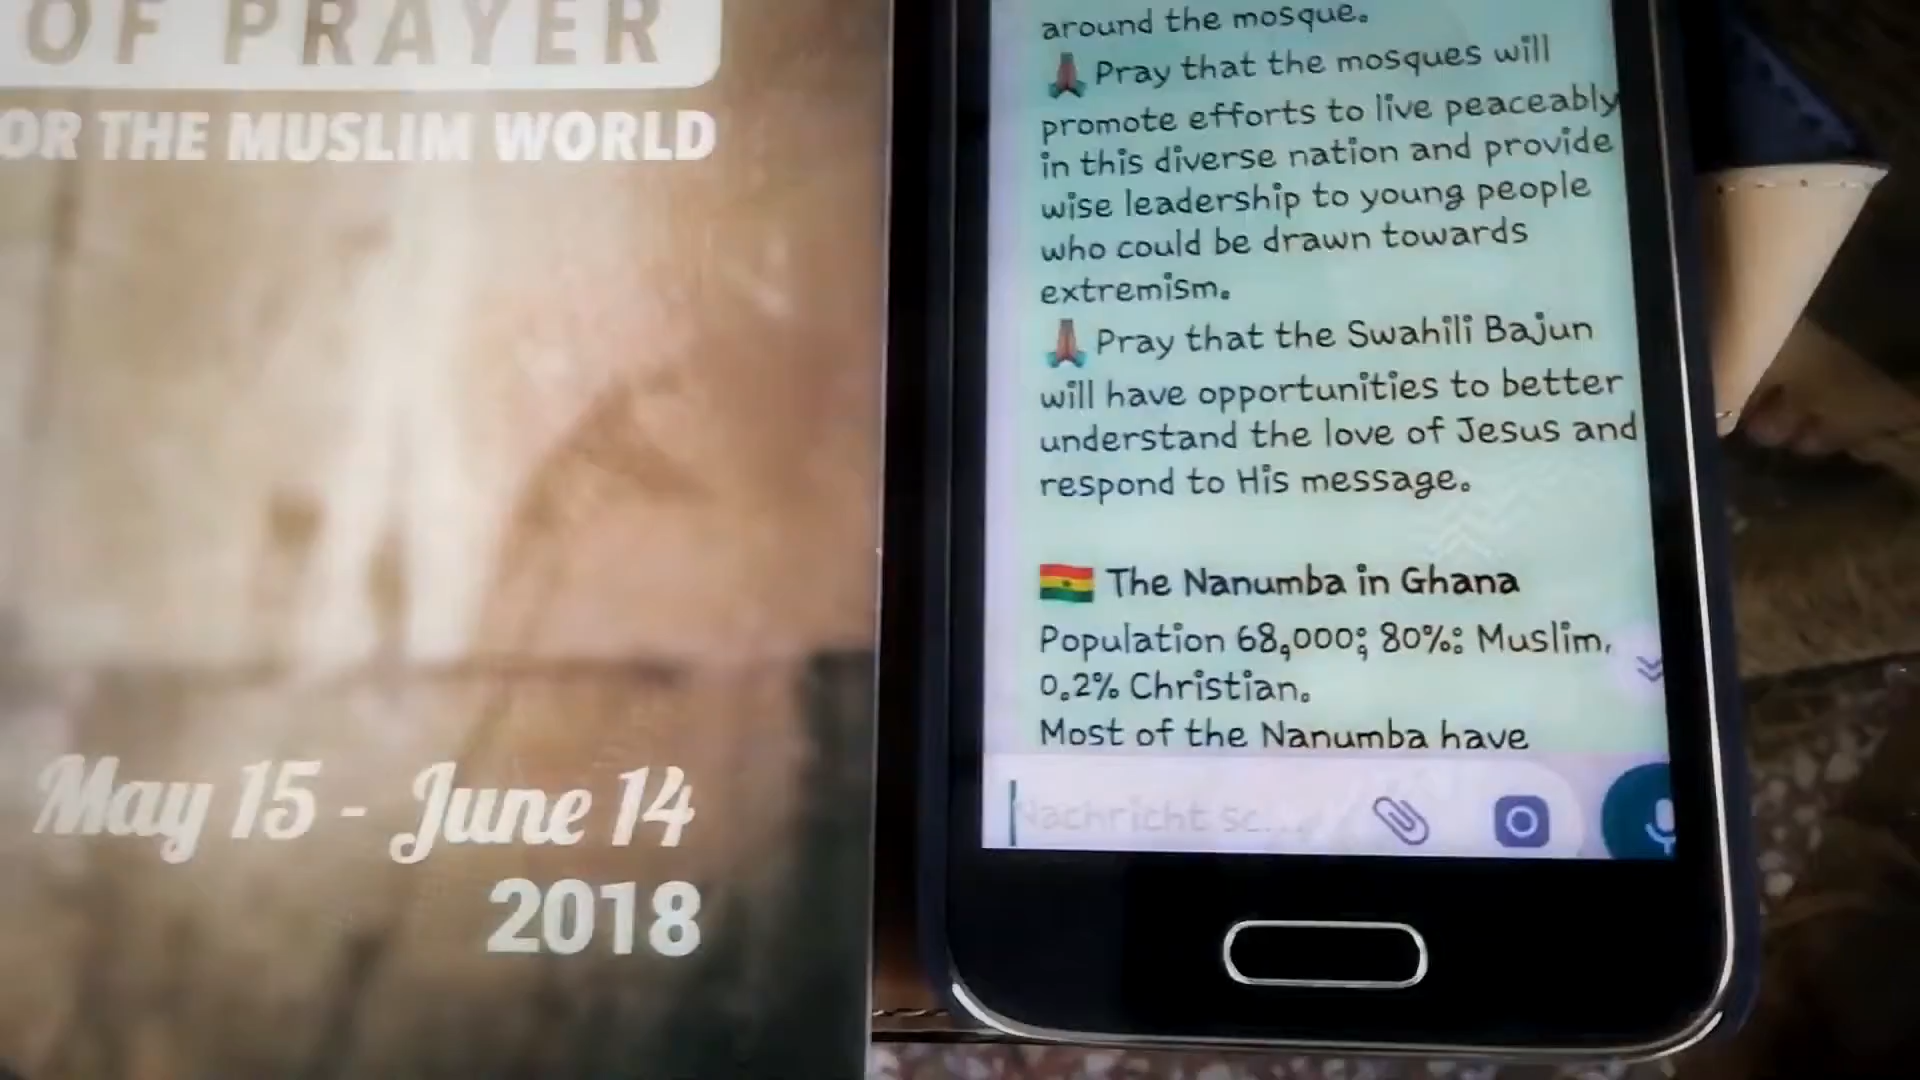 OF PRAYER
OR THE MUSLIM WORLD
May 15 - June 14
2018
around the mosque.
🙏 Pray that the mosques will
promote efforts to live peaceably
in this diverse nation and provide
wise leadership to young people
who could be drawn towards
extremism.
🙏 Pray that the Swahili Bajun
will have opportunities to better
understand the love of Jesus and
respond to His message.
🇬🇭 The Nanumba in Ghana
Population 68,000; 80%: Muslim,
0.2% Christian.
Most of the Nanumba have
Nachricht sc...